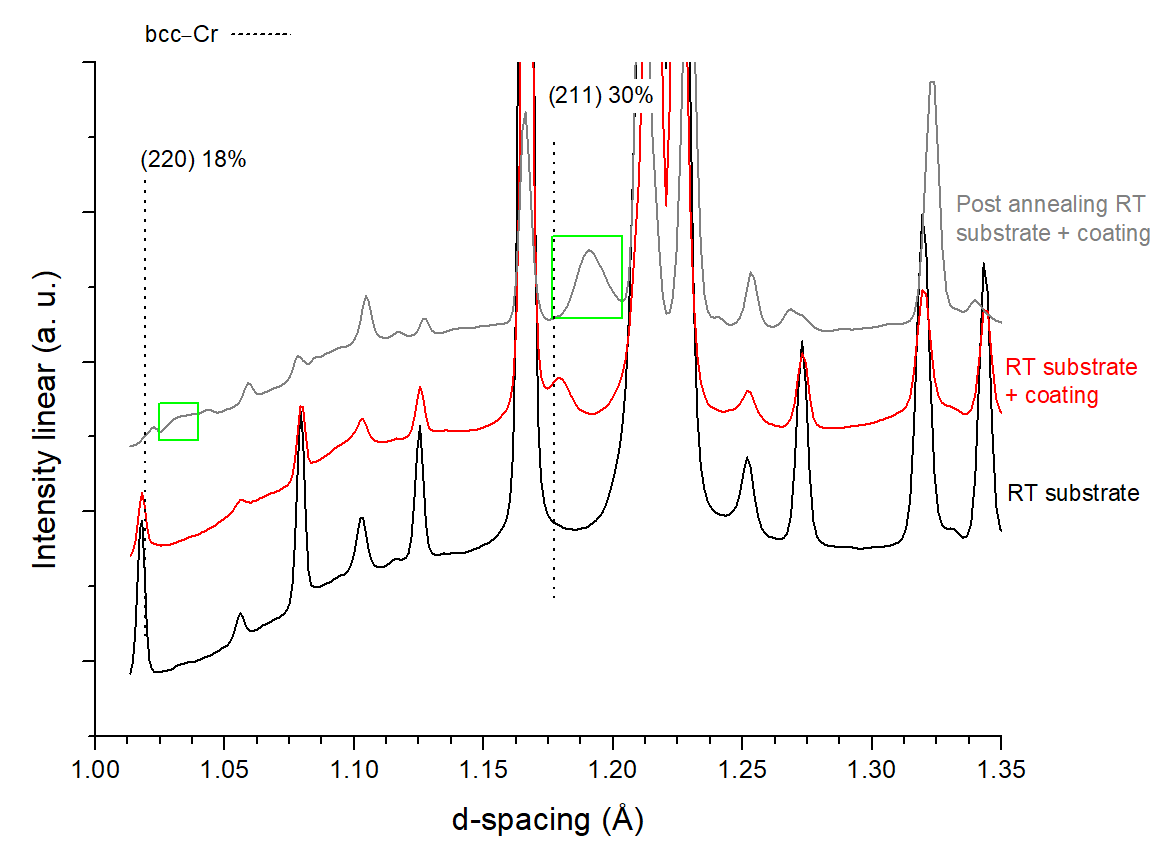 bcc–Cr
(211) 30%
(220) 18%
Post annealing RT
substrate + coating
RT substrate
+ coating
RT substrate
Intensity linear (a. u.)
1.00 1.05 1.10 1.15 1.20 1.25 1.30 1.35
d-spacing (Å)